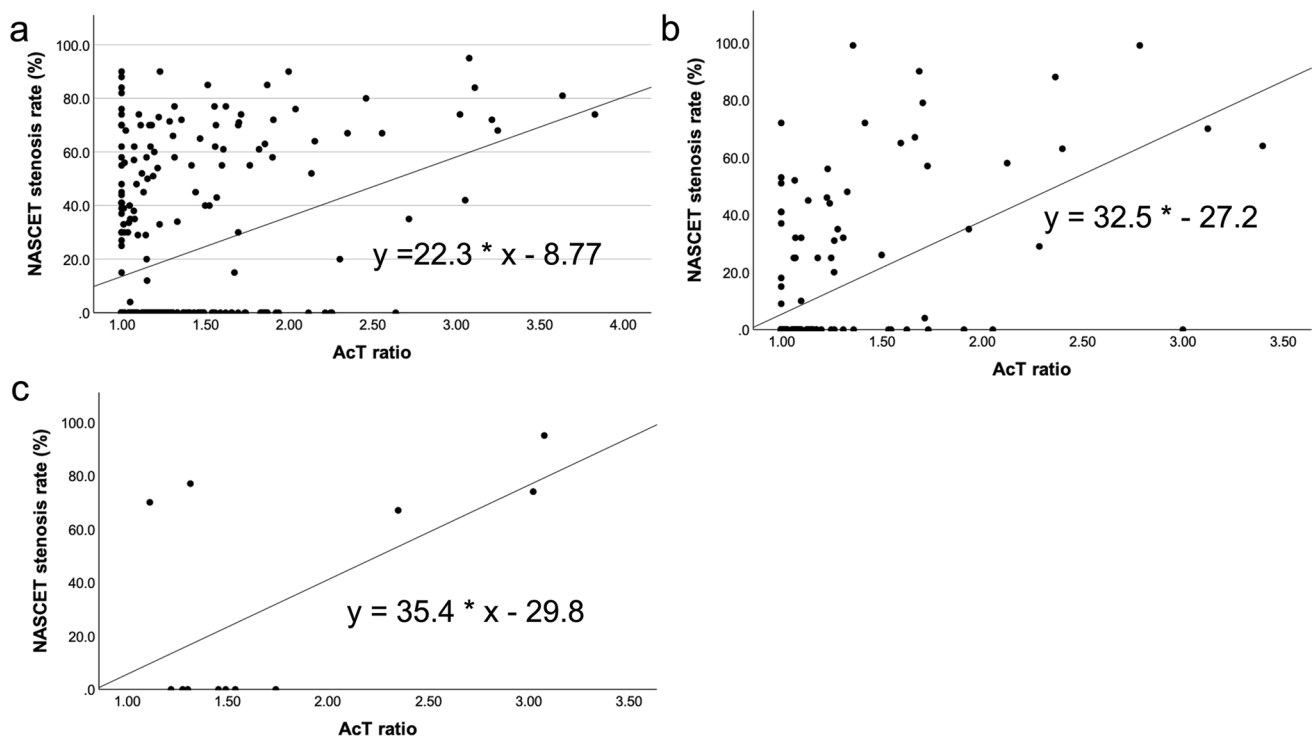 a
NASCET stenosis rate (%)
100.0
80.0
60.0
40.0
20.0
.0
y =22.3 * x - 8.77
1.00 1.50 2.00 2.50 3.00 3.50 4.00
AcT ratio
b
NASCET stenosis rate (%)
100.0
80.0
60.0
40.0
20.0
.0
y = 32.5 * - 27.2
1.00 1.50 2.00 2.50 3.00 3.50
AcT ratio
c
NASCET stenosis rate (%)
100.0
80.0
60.0
40.0
20.0
.0
y = 35.4 * x - 29.8
1.00 1.50 2.00 2.50 3.00 3.50
AcT ratio